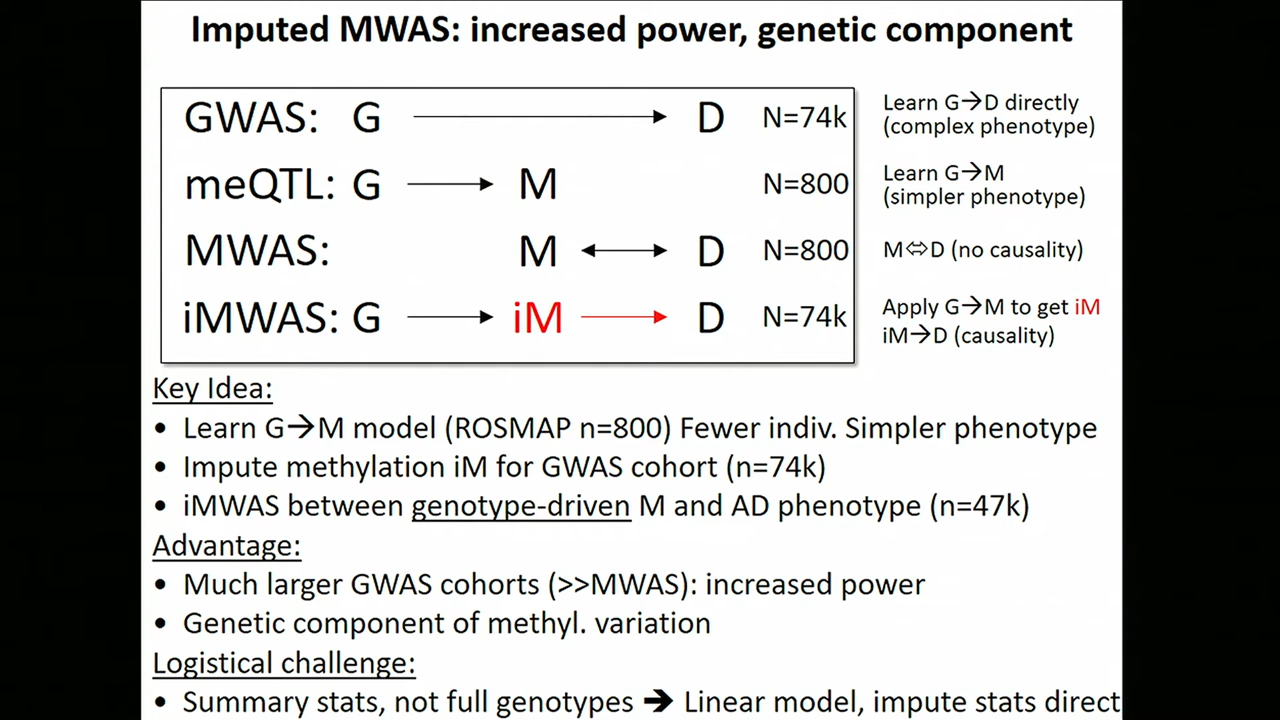 Imputed MWAS: increased power, genetic component
GWAS: G → D N=74k
Learn G→D directly
(complex phenotype)
meQTL: G → M N=800
Learn G→M
(simpler phenotype)
MWAS: M ↔ D N=800
M⇔D (no causality)
iMWAS: G → iM → D N=74k
Apply G→M to get iM
iM→D (causality)
Key Idea:
• Learn G→M model (ROSMAP n=800) Fewer indiv. Simpler phenotype
• Impute methylation iM for GWAS cohort (n=74k)
• iMWAS between genotype-driven M and AD phenotype (n=47k)
Advantage:
• Much larger GWAS cohorts (>>MWAS): increased power
• Genetic component of methyl. variation
Logistical challenge:
• Summary stats, not full genotypes → Linear model, impute stats direct